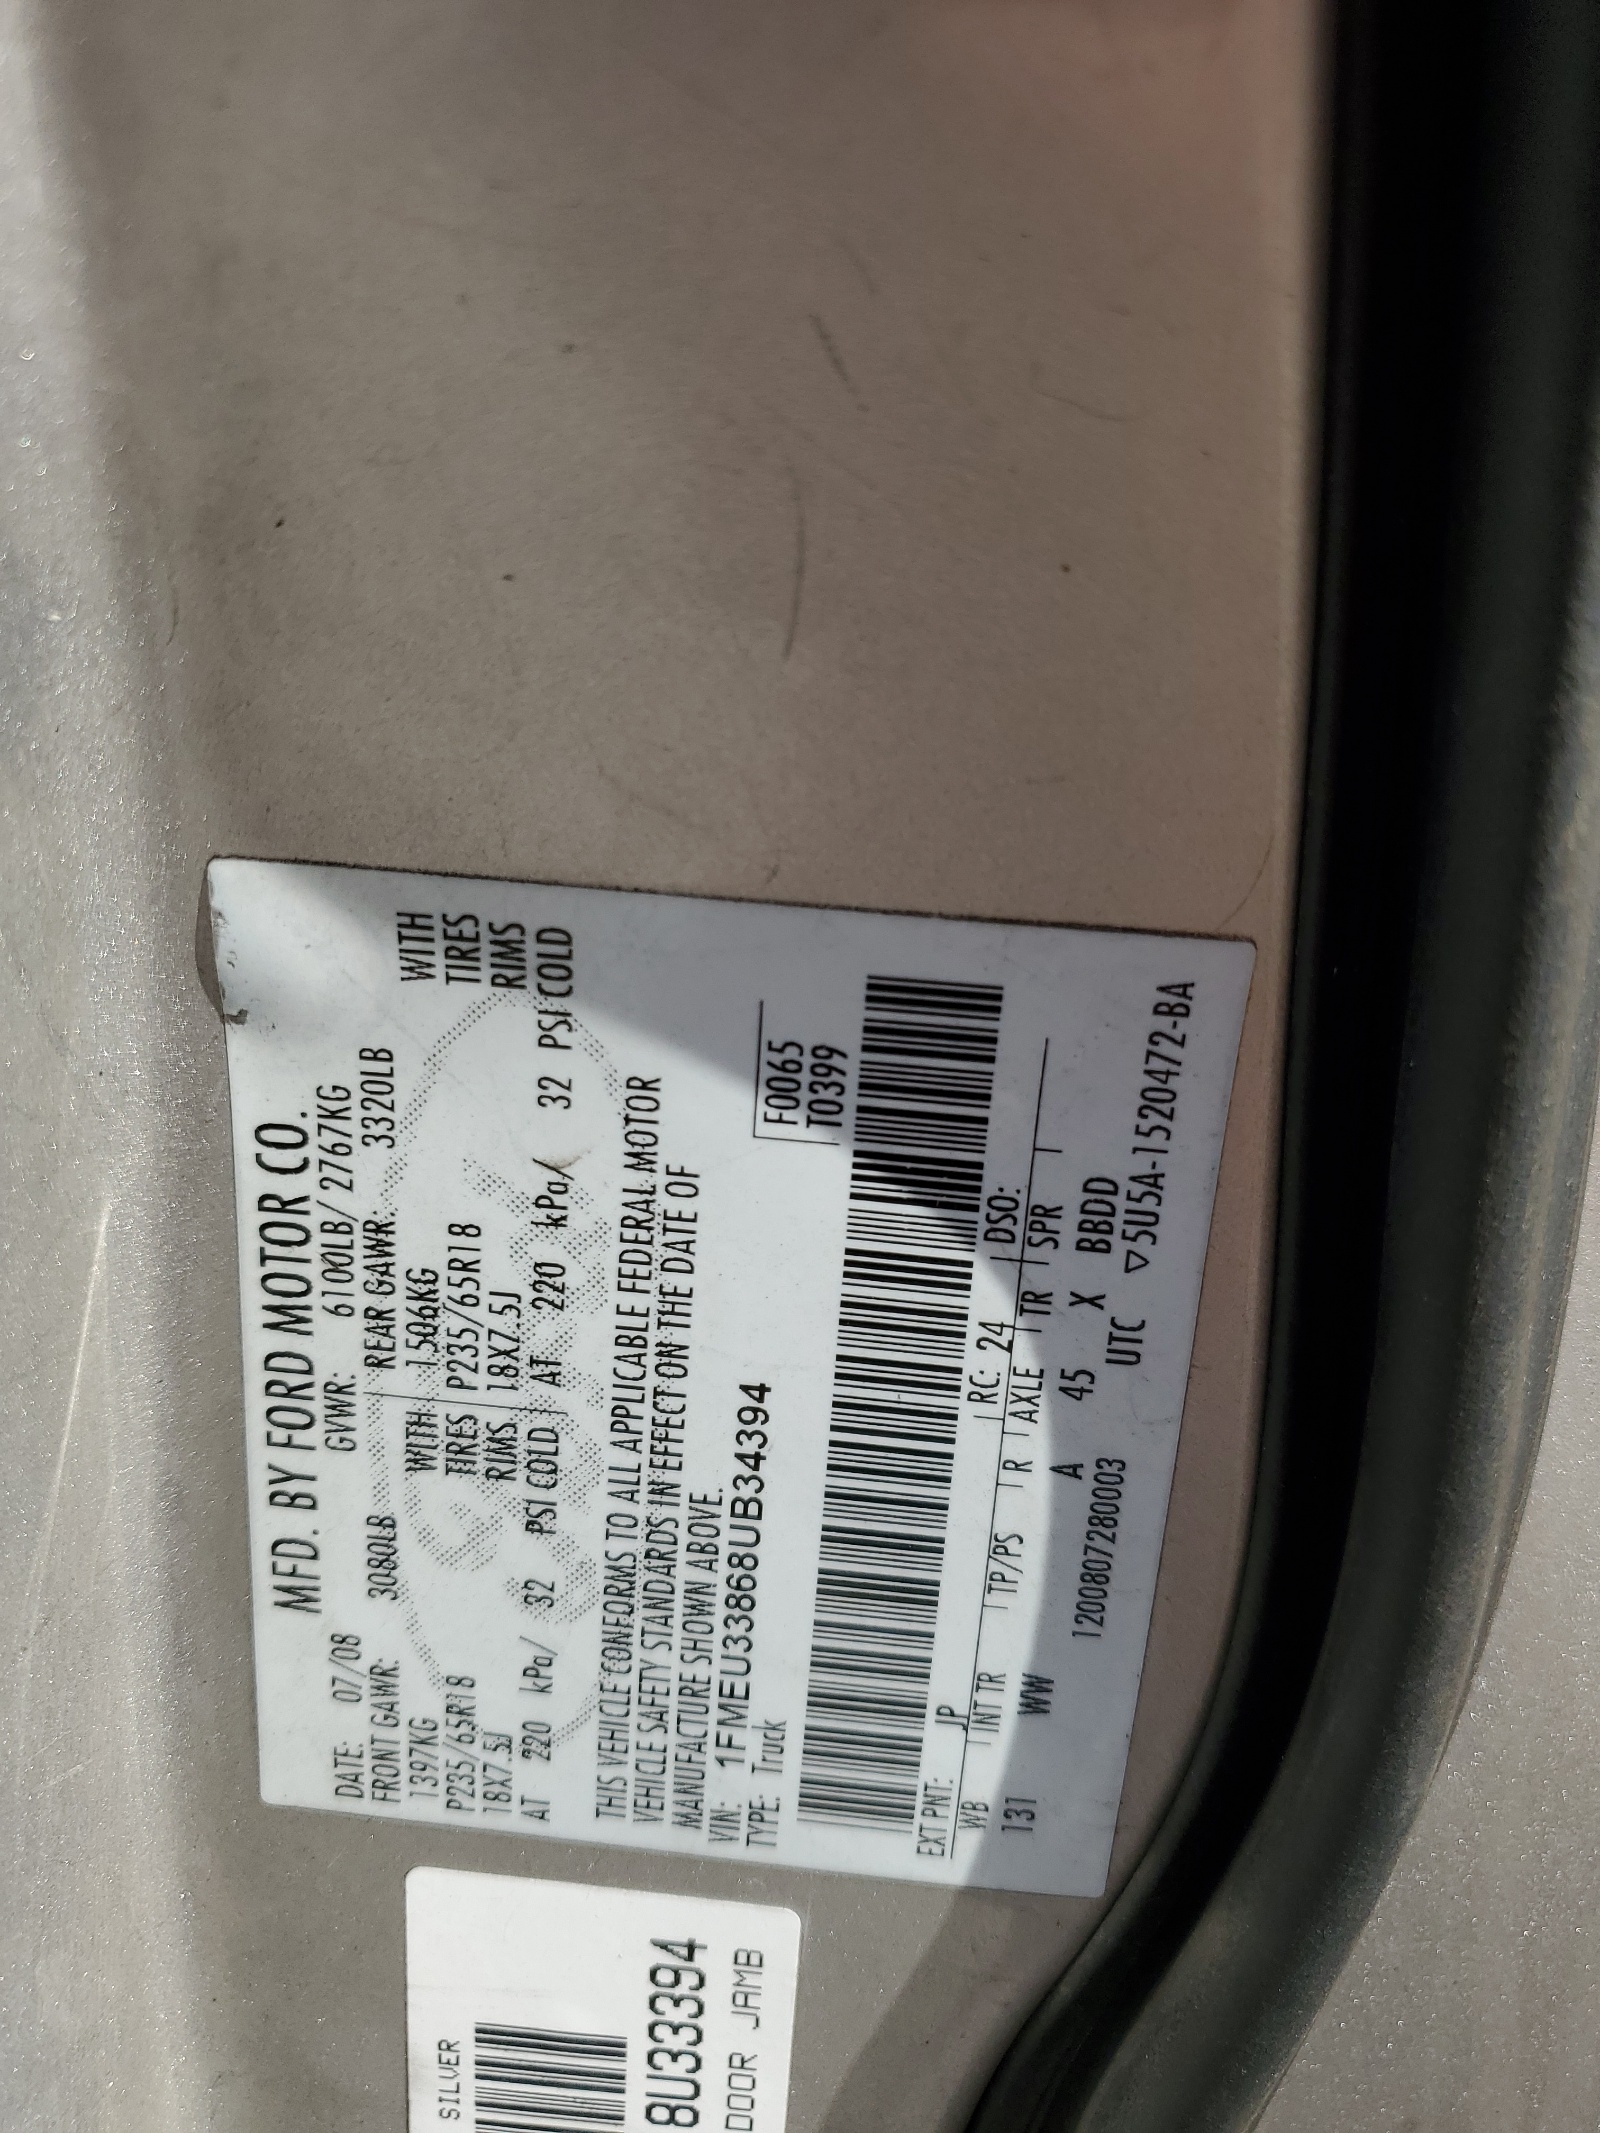 MFD. BY FORD MOTOR CO.
DATE: 07/08 GVWR: 6100LB/ 2767KG
FRONT GAWR: 3080LB REAR GAWR: 3320LB
1397KG WITH 1506KG WITH
P235/65R18 TIRES P235/65R18 TIRES
18X7.5J RIMS 18X7.5J RIMS
AT 220 kPa/ 32 PSI COLD AT 220 kPa/ 32 PSI COLD
THIS VEHICLE CONFORMS TO ALL APPLICABLE FEDERAL MOTOR
VEHICLE SAFETY STANDARDS IN EFFECT ON THE DATE OF
MANUFACTURE SHOWN ABOVE.
VIN: 1FMEU33868UB34394
TYPE: Truck
F0065
T0399
EXT PNT: JP RC: 24 DSO:
WB INT TR TP/PS R AXLE TR SPR
131 WW A 45 X BBDD
1200807280003 UTC ▽5U5A-1520472-BA
SILVER
8U33394
DOOR JAMB